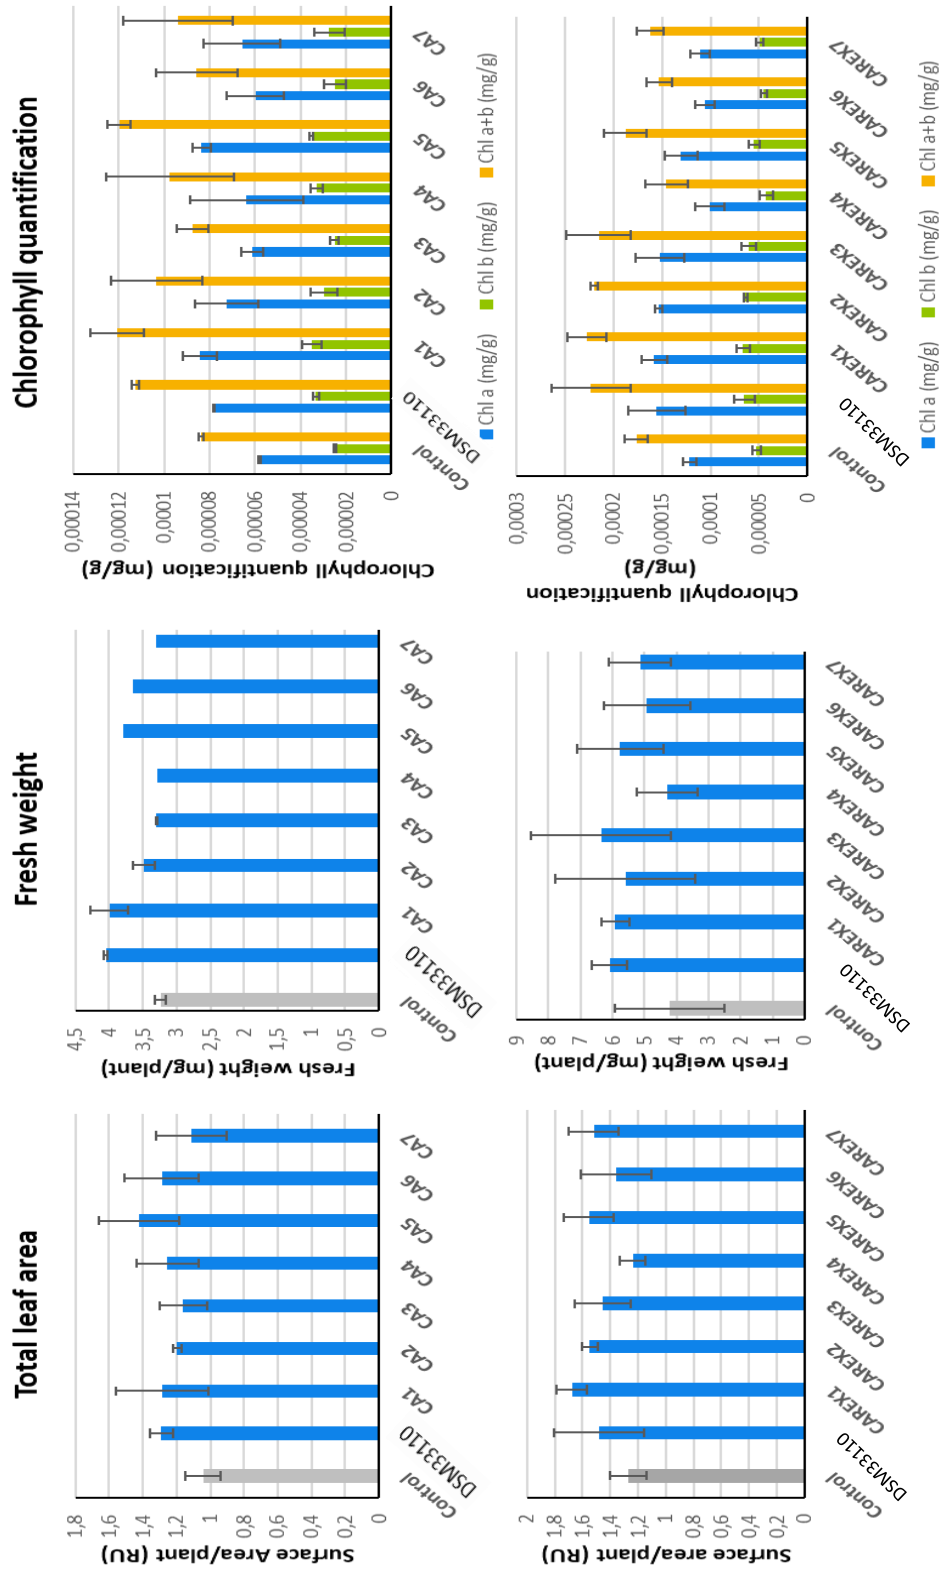 Total leaf area
Surface Area/plant (RU)
1,8
1,6
1,4
1,2
1
0,8
0,6
0,4
0,2
0
Control
DSM33110
CA1
CA2
CA3
CA4
CA5
CA6
CA7
Surface area/plant (RU)
2
1,8
1,6
1,4
1,2
1
0,8
0,6
0,4
0,2
0
Control
DSM33110
CAREX1
CAREX2
CAREX3
CAREX4
CAREX5
CAREX6
CAREX7
Fresh weight
Fresh weight (mg/plant)
4,5
4
3,5
3
2,5
2
1,5
1
0,5
0
Control
DSM33110
CA1
CA2
CA3
CA4
CA5
CA6
CA7
Fresh weight (mg/plant)
9
8
7
6
5
4
3
2
1
0
Control
DSM33110
CAREX1
CAREX2
CAREX3
CAREX4
CAREX5
CAREX6
CAREX7
Chlorophyll quantification
Chlorophyll quantification (mg/g)
0,00014
0,00012
0,0001
0,00008
0,00006
0,00004
0,00002
0
Control
DSM33110
CA1
CA2
CA3
CA4
CA5
CA6
CA7
Chl a (mg/g) Chl b (mg/g) Chl a+b (mg/g)
Chlorophyll quantification
(mg/g)
0,0003
0,00025
0,0002
0,00015
0,0001
0,00005
0
Control
DSM33110
CAREX1
CAREX2
CAREX3
CAREX4
CAREX5
CAREX6
CAREX7
Chl a (mg/g) Chl b (mg/g) Chl a+b (mg/g)